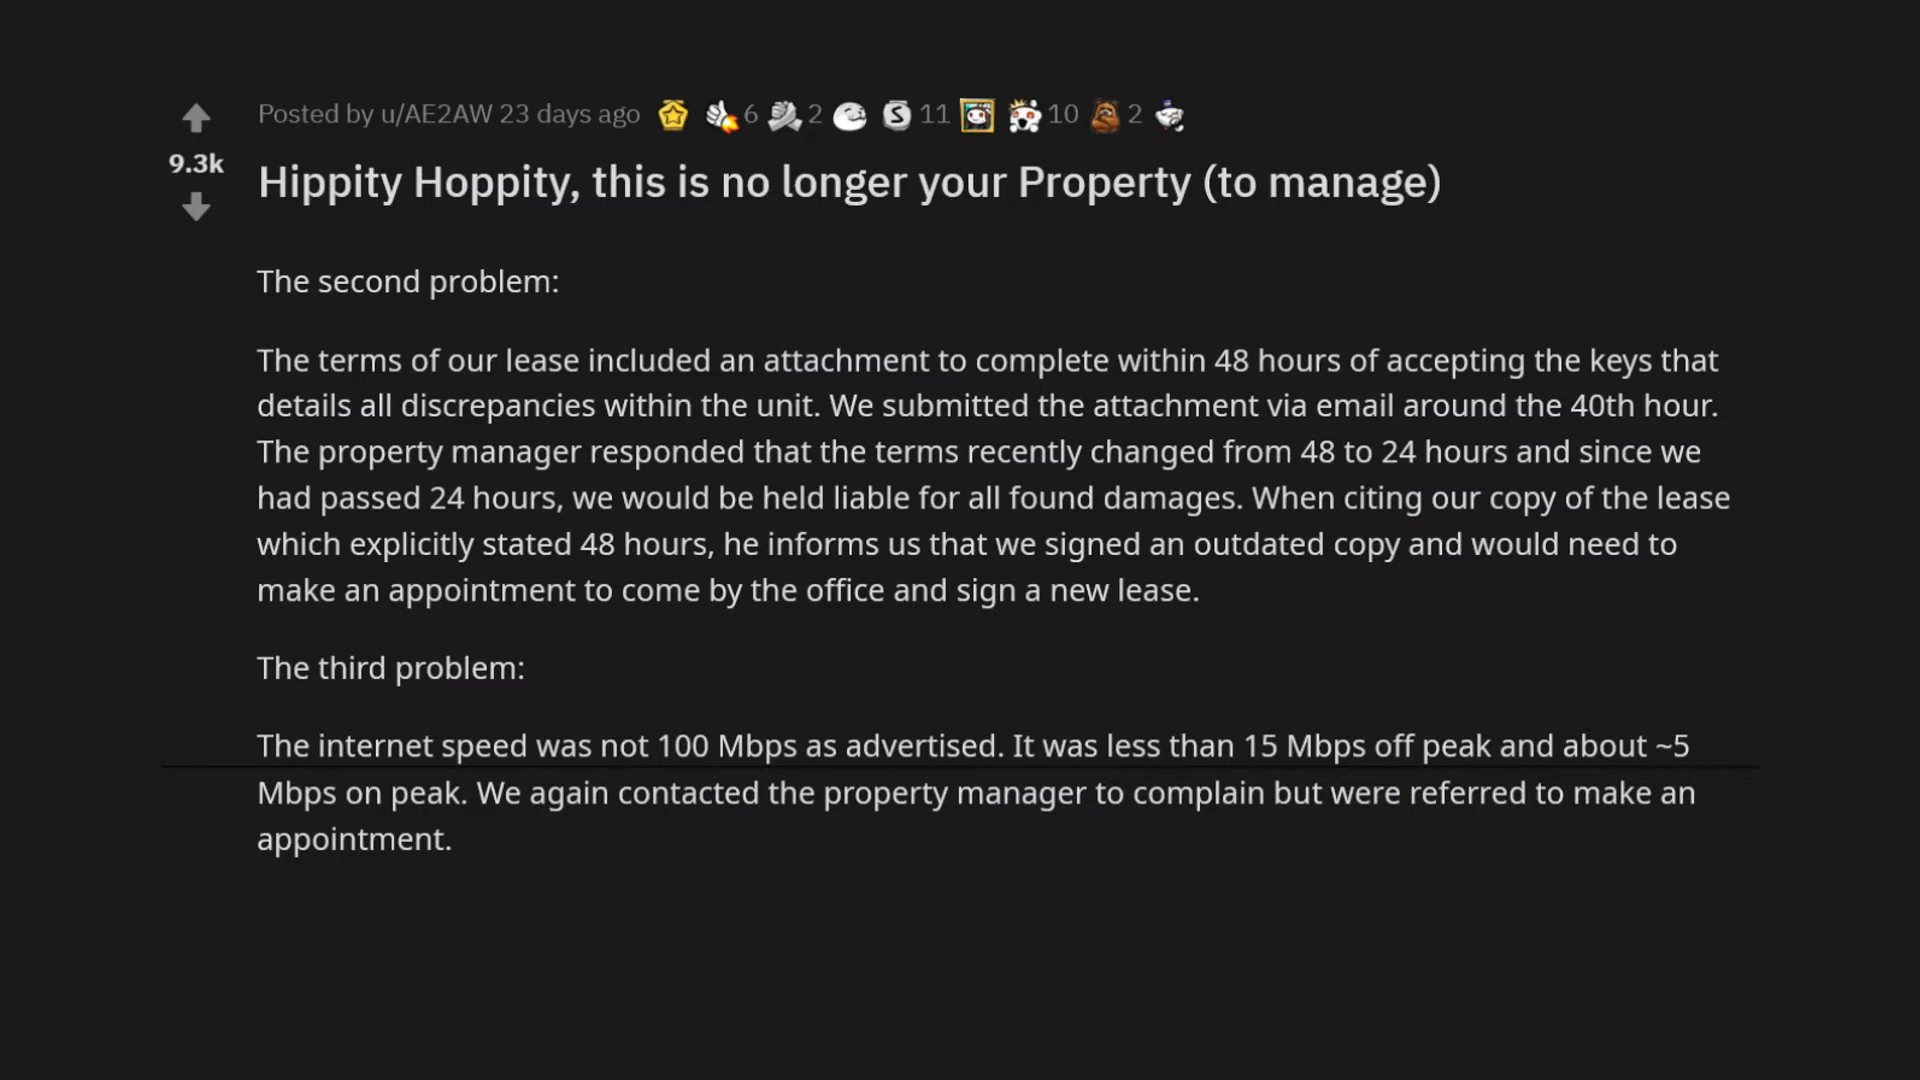 Posted by u/AE2AW 23 days ago 6 2 S 11 10 2
9.3k
Hippity Hoppity, this is no longer your Property (to manage)
The second problem:
The terms of our lease included an attachment to complete within 48 hours of accepting the keys that
details all discrepancies within the unit. We submitted the attachment via email around the 40th hour.
The property manager responded that the terms recently changed from 48 to 24 hours and since we
had passed 24 hours, we would be held liable for all found damages. When citing our copy of the lease
which explicitly stated 48 hours, he informs us that we signed an outdated copy and would need to
make an appointment to come by the office and sign a new lease.
The third problem:
The internet speed was not 100 Mbps as advertised. It was less than 15 Mbps off peak and about ~5
Mbps on peak. We again contacted the property manager to complain but were referred to make an
appointment.